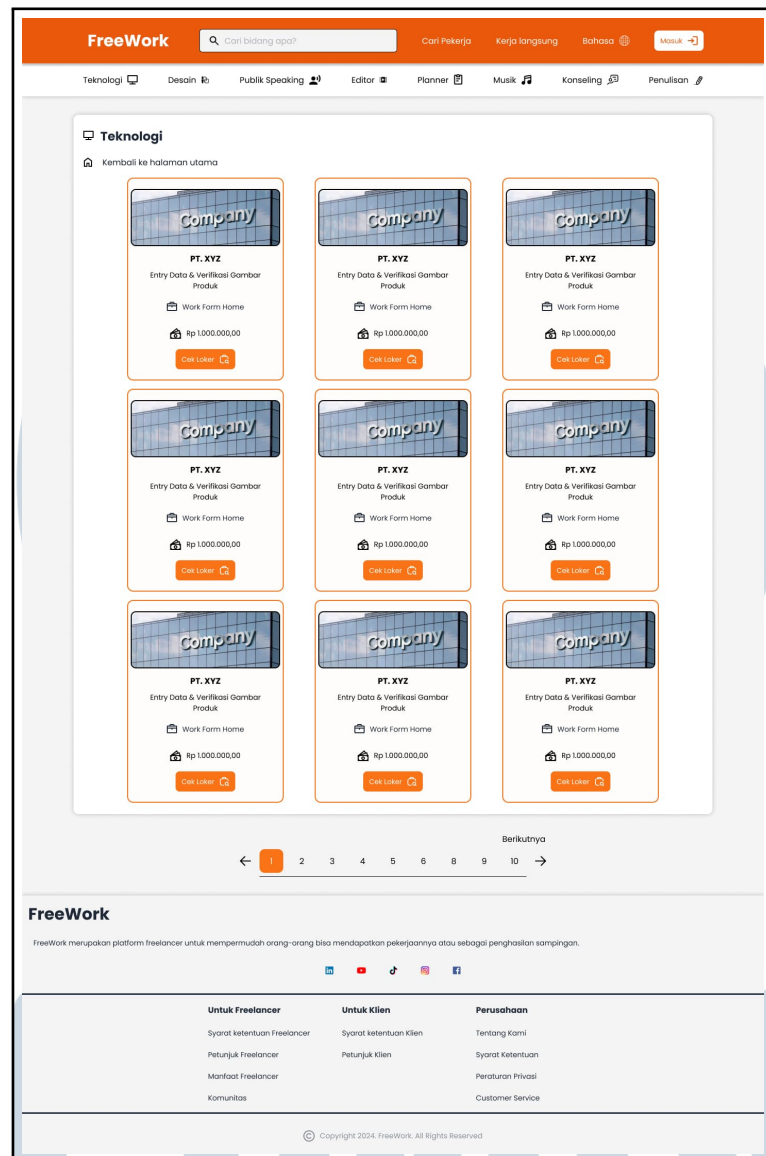 FreeWork
Cari bidang apa?
Cari Pekerja
Kerja langsung
Bahasa
Masuk
Teknologi
Desain
Publik Speaking
Editor
Planner
Musik
Konseling
Penulisan
Teknologi
Kembali ke halaman utama
Company
PT. XYZ
Entry Data & Verifikasi Gambar
Produk
Work Form Home
Rp 1.000.000,00
Cek Loker
Company
PT. XYZ
Entry Data & Verifikasi Gambar
Produk
Work Form Home
Rp 1.000.000,00
Cek Loker
Company
PT. XYZ
Entry Data & Verifikasi Gambar
Produk
Work Form Home
Rp 1.000.000,00
Cek Loker
Company
PT. XYZ
Entry Data & Verifikasi Gambar
Produk
Work Form Home
Rp 1.000.000,00
Cek Loker
Company
PT. XYZ
Entry Data & Verifikasi Gambar
Produk
Work Form Home
Rp 1.000.000,00
Cek Loker
Company
PT. XYZ
Entry Data & Verifikasi Gambar
Produk
Work Form Home
Rp 1.000.000,00
Cek Loker
Company
PT. XYZ
Entry Data & Verifikasi Gambar
Produk
Work Form Home
Rp 1.000.000,00
Cek Loker
Company
PT. XYZ
Entry Data & Verifikasi Gambar
Produk
Work Form Home
Rp 1.000.000,00
Cek Loker
Company
PT. XYZ
Entry Data & Verifikasi Gambar
Produk
Work Form Home
Rp 1.000.000,00
Cek Loker
Berikutnya
1 2 3 4 5 6 8 9 10
FreeWork
FreeWork merupakan platform freelancer untuk mempermudah orang-orang bisa mendapatkan pekerjaannya atau sebagai penghasilan sampingan.
Untuk Freelancer
Syarat ketentuan Freelancer
Petunjuk Freelancer
Manfaat Freelancer
Komunitas
Untuk Klien
Syarat ketentuan Klien
Petunjuk Klien
Perusahaan
Tentang Kami
Syarat Ketentuan
Peraturan Privasi
Customer Service
© Copyright 2024. FreeWork. All Rights Reserved